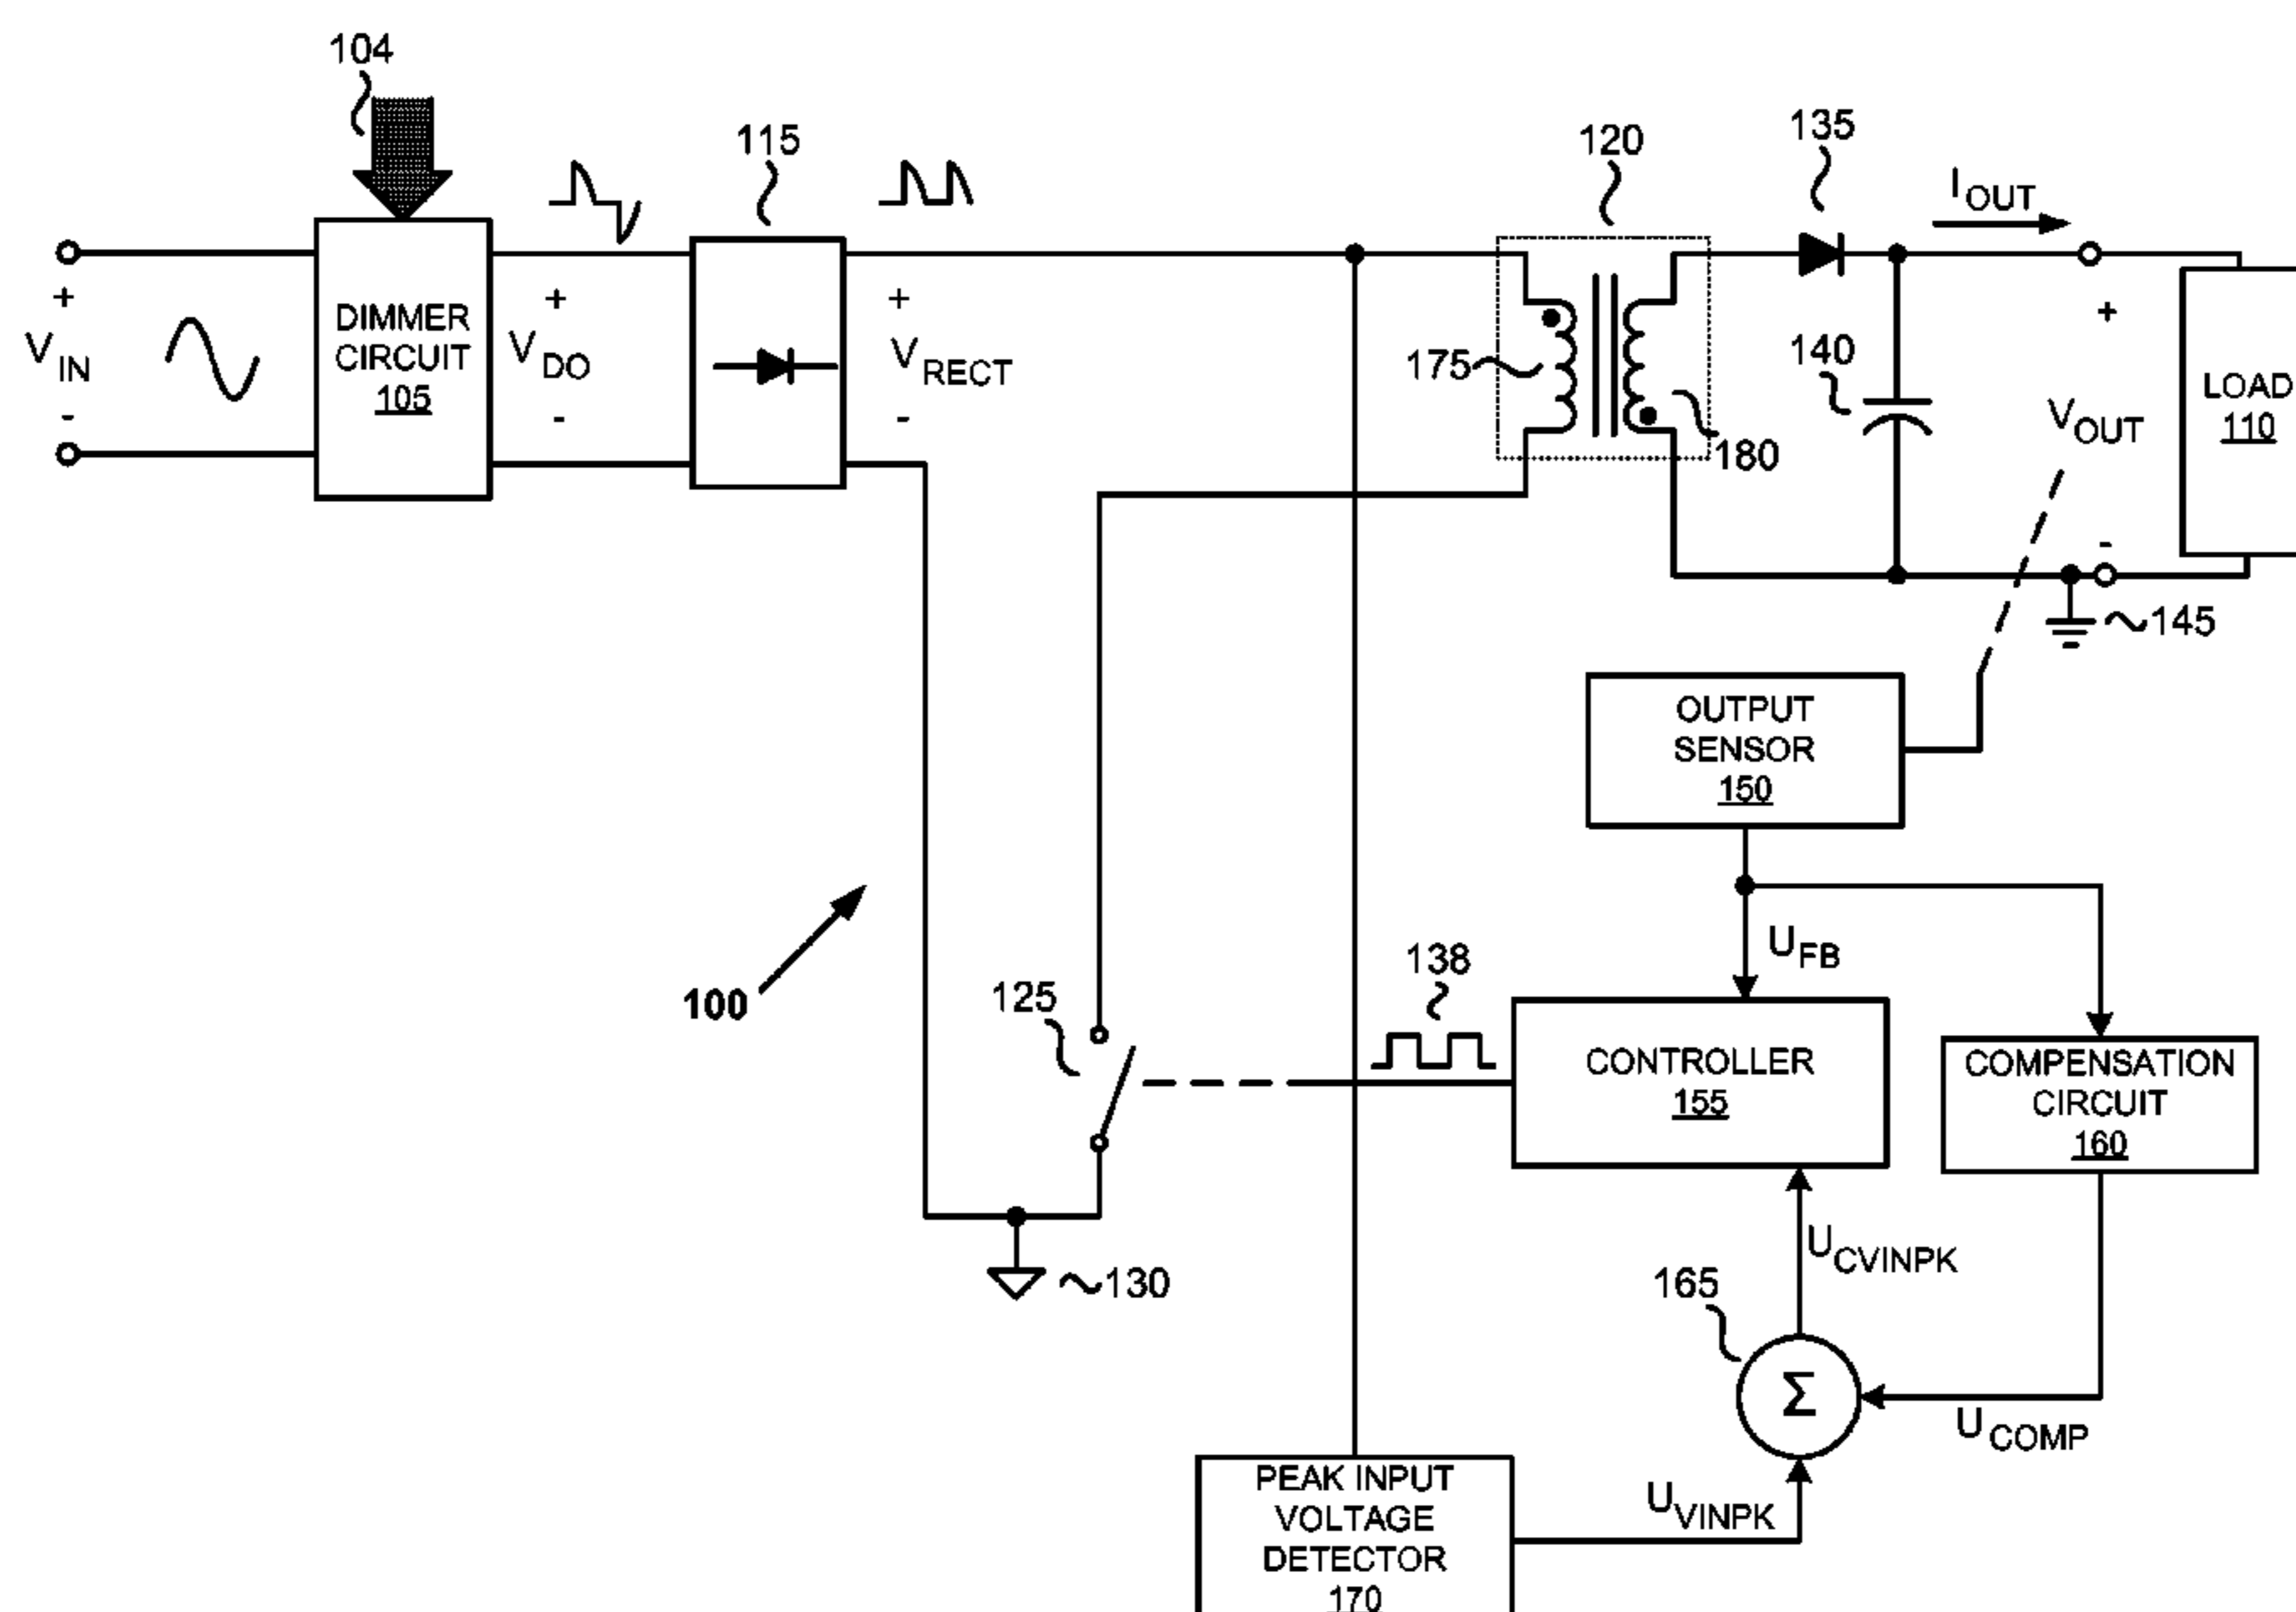 104
115
120
135
I OUT
+
V IN
-
DIMMER
CIRCUIT
105
+
V DO
-
+
V RECT
-
175
180
140
+
V OUT
-
LOAD
110
145
OUTPUT
SENSOR
150
100
125
138
U FB
CONTROLLER
155
COMPENSATION
CIRCUIT
160
130
U CVINPK
165
Σ
U COMP
PEAK INPUT
VOLTAGE
DETECTOR
170
U VINPK